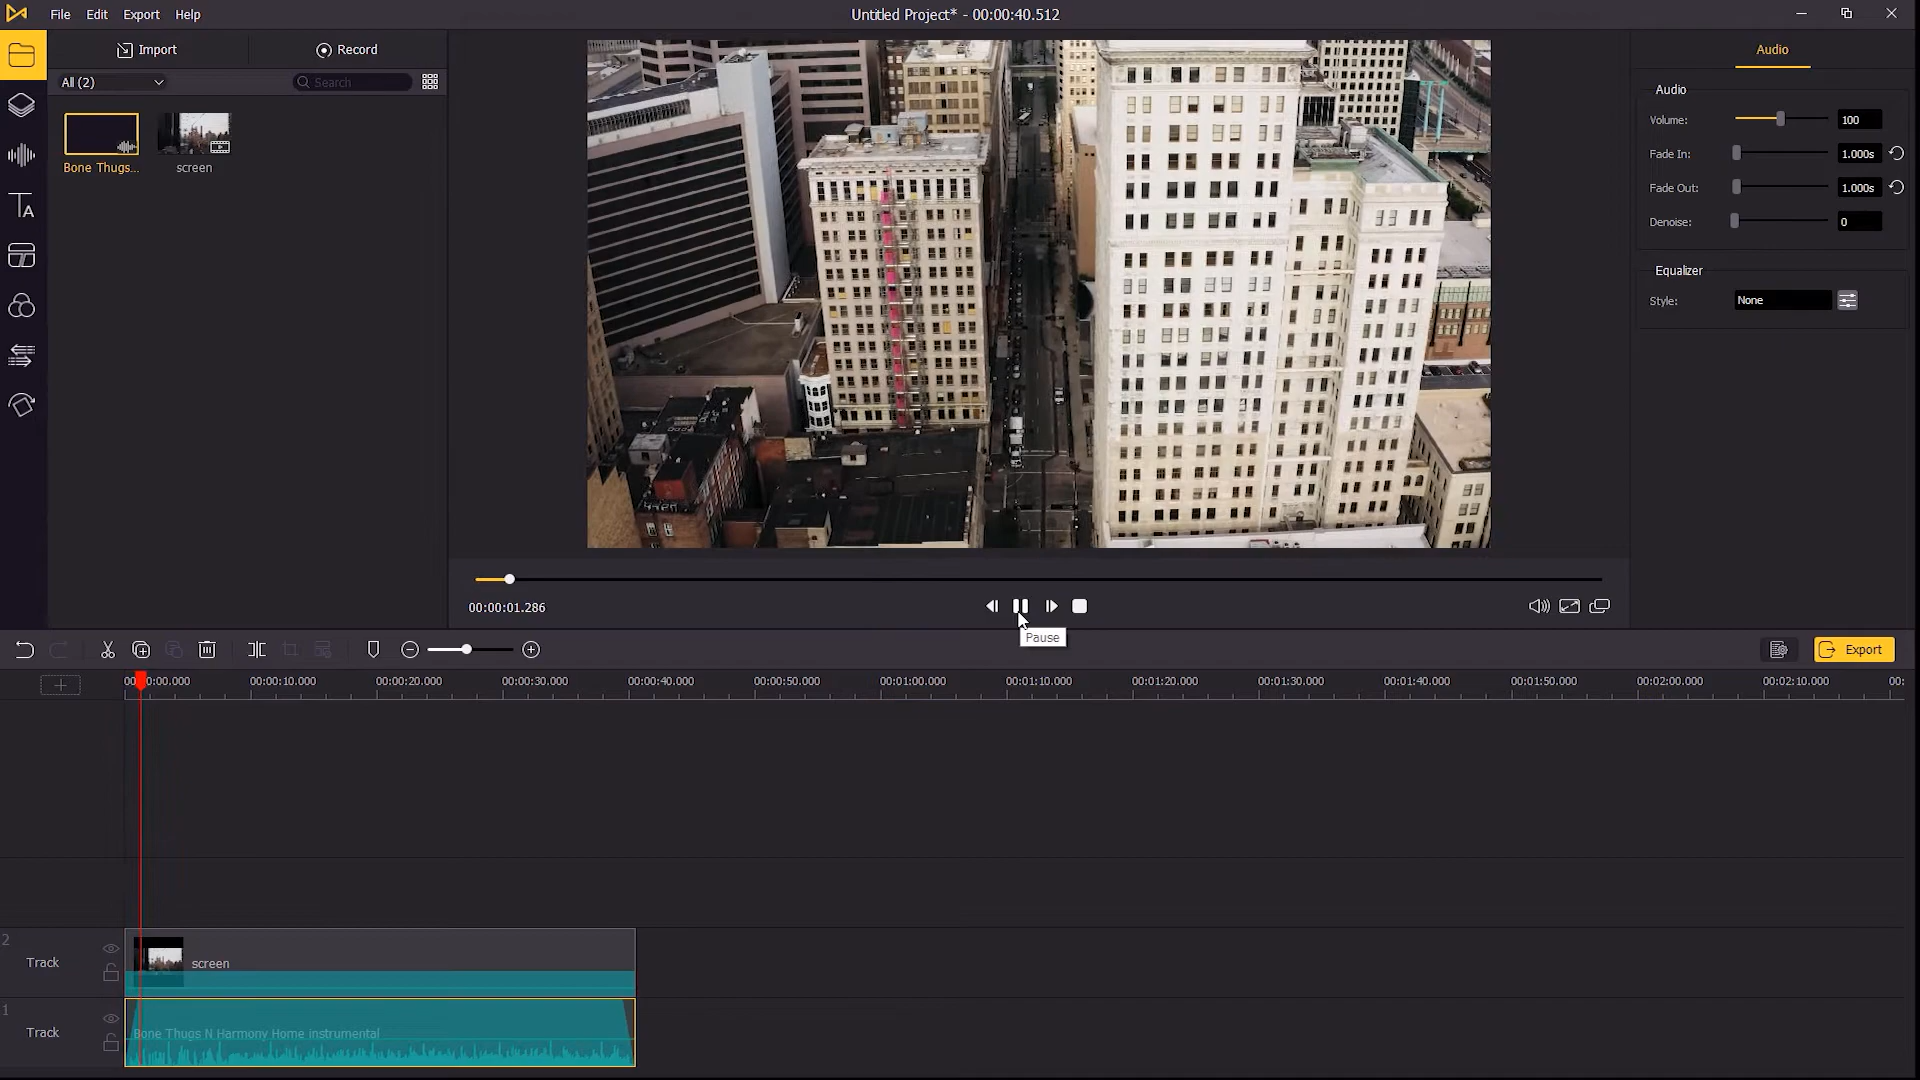 File Edit Export Help
Untitled Project* - 00:00:40.512
Import
Record
All (2)
Search
Bone Thugs...
screen
Audio
Audio
Volume: 100
Fade In: 1.000s
Fade Out: 1.000s
Denoise: 0
Equalizer
Style: None
00:00:01.286
Pause
Export
00:00:10.000 00:00:20.000 00:00:30.000 00:00:40.000 00:00:50.000 00:01:00.000 00:01:10.000 00:01:20.000 00:01:30.000 00:01:40.000 00:01:50.000 00:02:00.000 00:02:10.000 00:
2
Track
screen
1
Track
Bone Thugs N Harmony Home instrumental